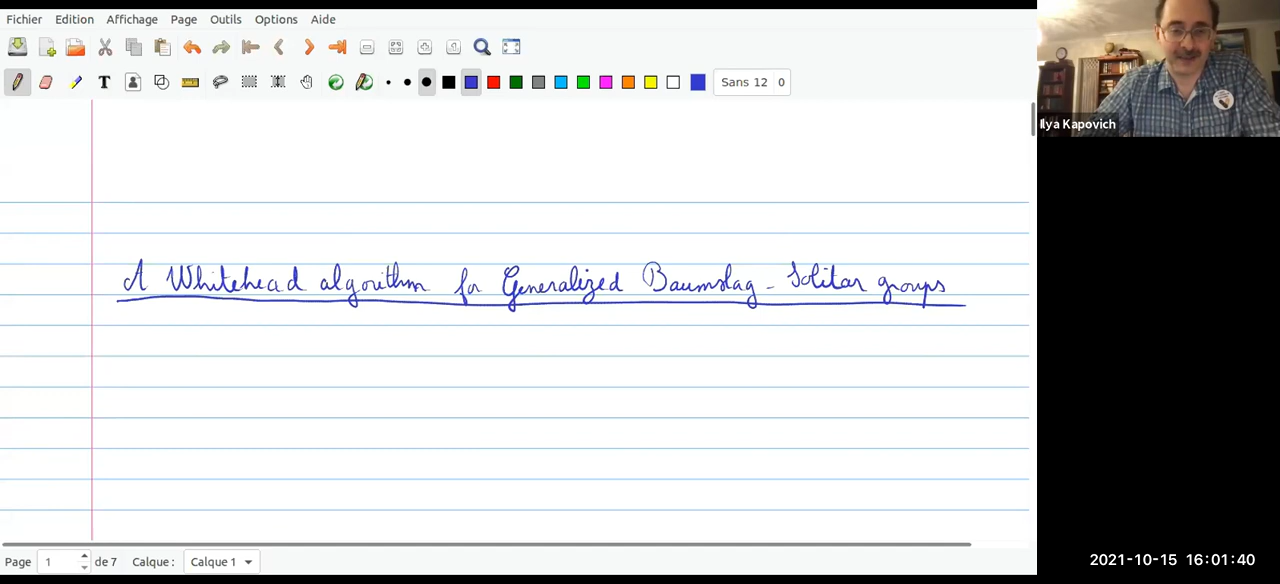 Fichier Edition Affichage Page Outils Options Aide
T Sans 12 0
Ilya Kapovich
A Whitehead algorithm for Generalized Baumslag - Solitar groups
Page 1 de 7 Calque : Calque 1
2021-10-15 16:01:40